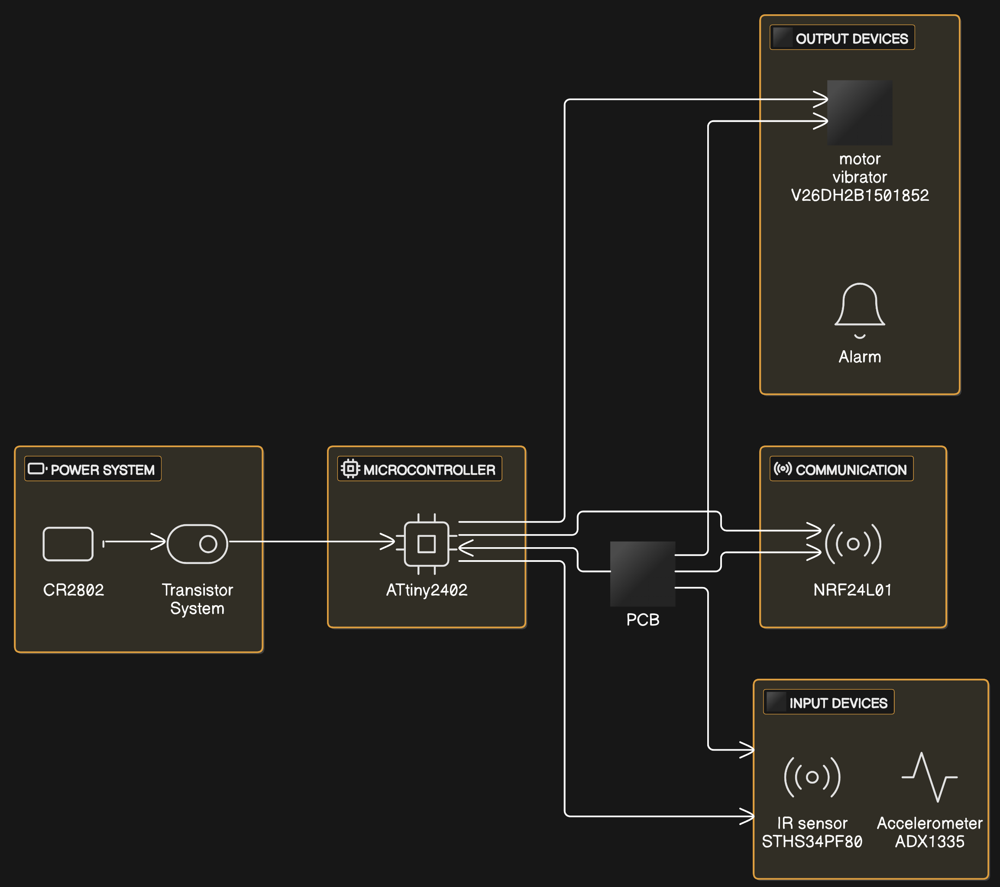 OUTPUT DEVICES
motor
vibrator
V26DH2B1501852
Alarm
POWER SYSTEM
CR2802
Transistor
System
MICROCONTROLLER
ATtiny2402
PCB
COMMUNICATION
NRF24L01
INPUT DEVICES
IR sensor
STHS34PF80
Accelerometer
ADX1335